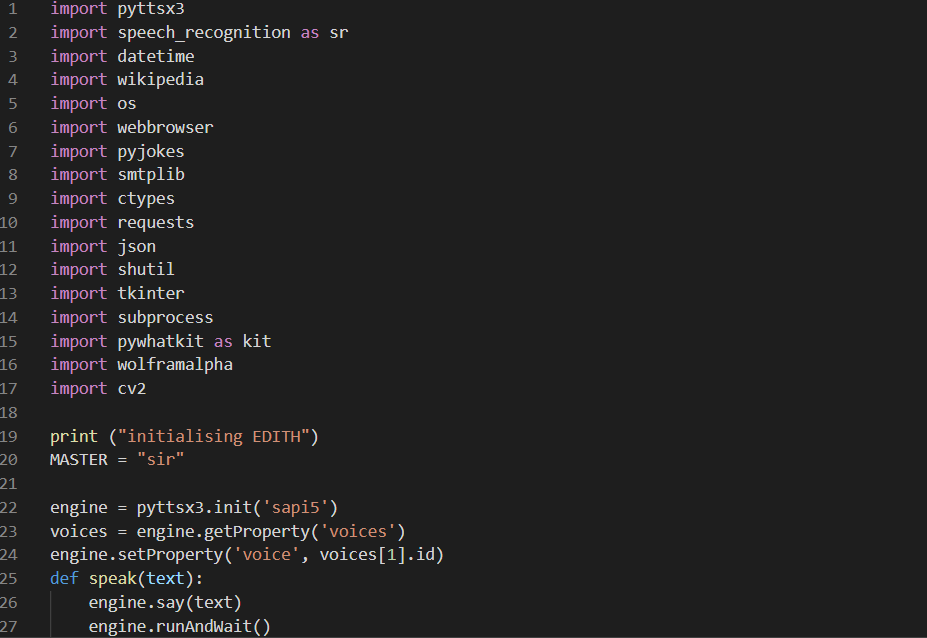 1 import pyttsx3
2 import speech_recognition as sr
3 import datetime
4 import wikipedia
5 import os
6 import webbrowser
7 import pyjokes
8 import smtplib
9 import ctypes
10 import requests
11 import json
12 import shutil
13 import tkinter
14 import subprocess
15 import pywhatkit as kit
16 import wolframalpha
17 import cv2
18
19 print ("initialising EDITH")
20 MASTER = "sir"
21
22 engine = pyttsx3.init('sapi5')
23 voices = engine.getProperty('voices')
24 engine.setProperty('voice', voices[1].id)
25 def speak(text):
26     engine.say(text)
27     engine.runAndWait()